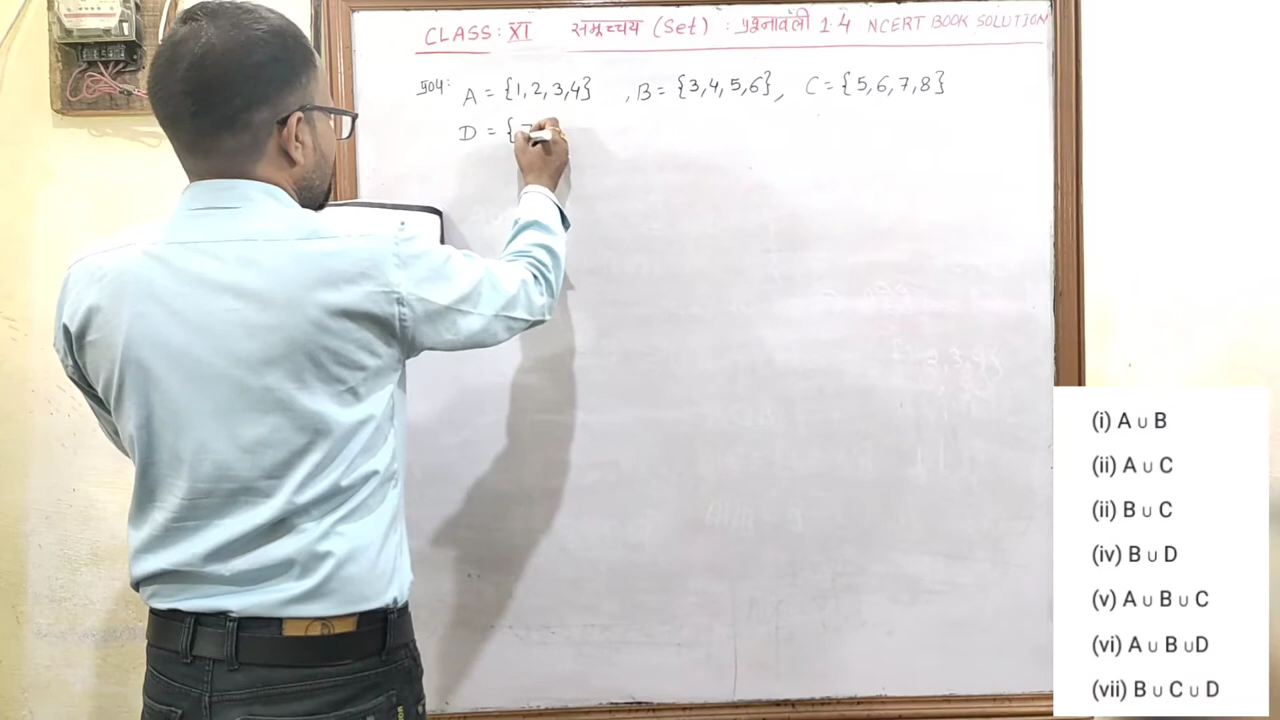 CLASS: XI समुच्चय (Set) : प्रश्नावली 1.4 NCERT BOOK SOLUTION
प्र04: A = {1,2,3,4} , B = {3,4,5,6}, C = {5,6,7,8}
D = {7
(i) A ∪ B
(ii) A ∪ C
(ii) B ∪ C
(iv) B ∪ D
(v) A ∪ B ∪ C
(vi) A ∪ B ∪D
(vii) B ∪ C ∪ D